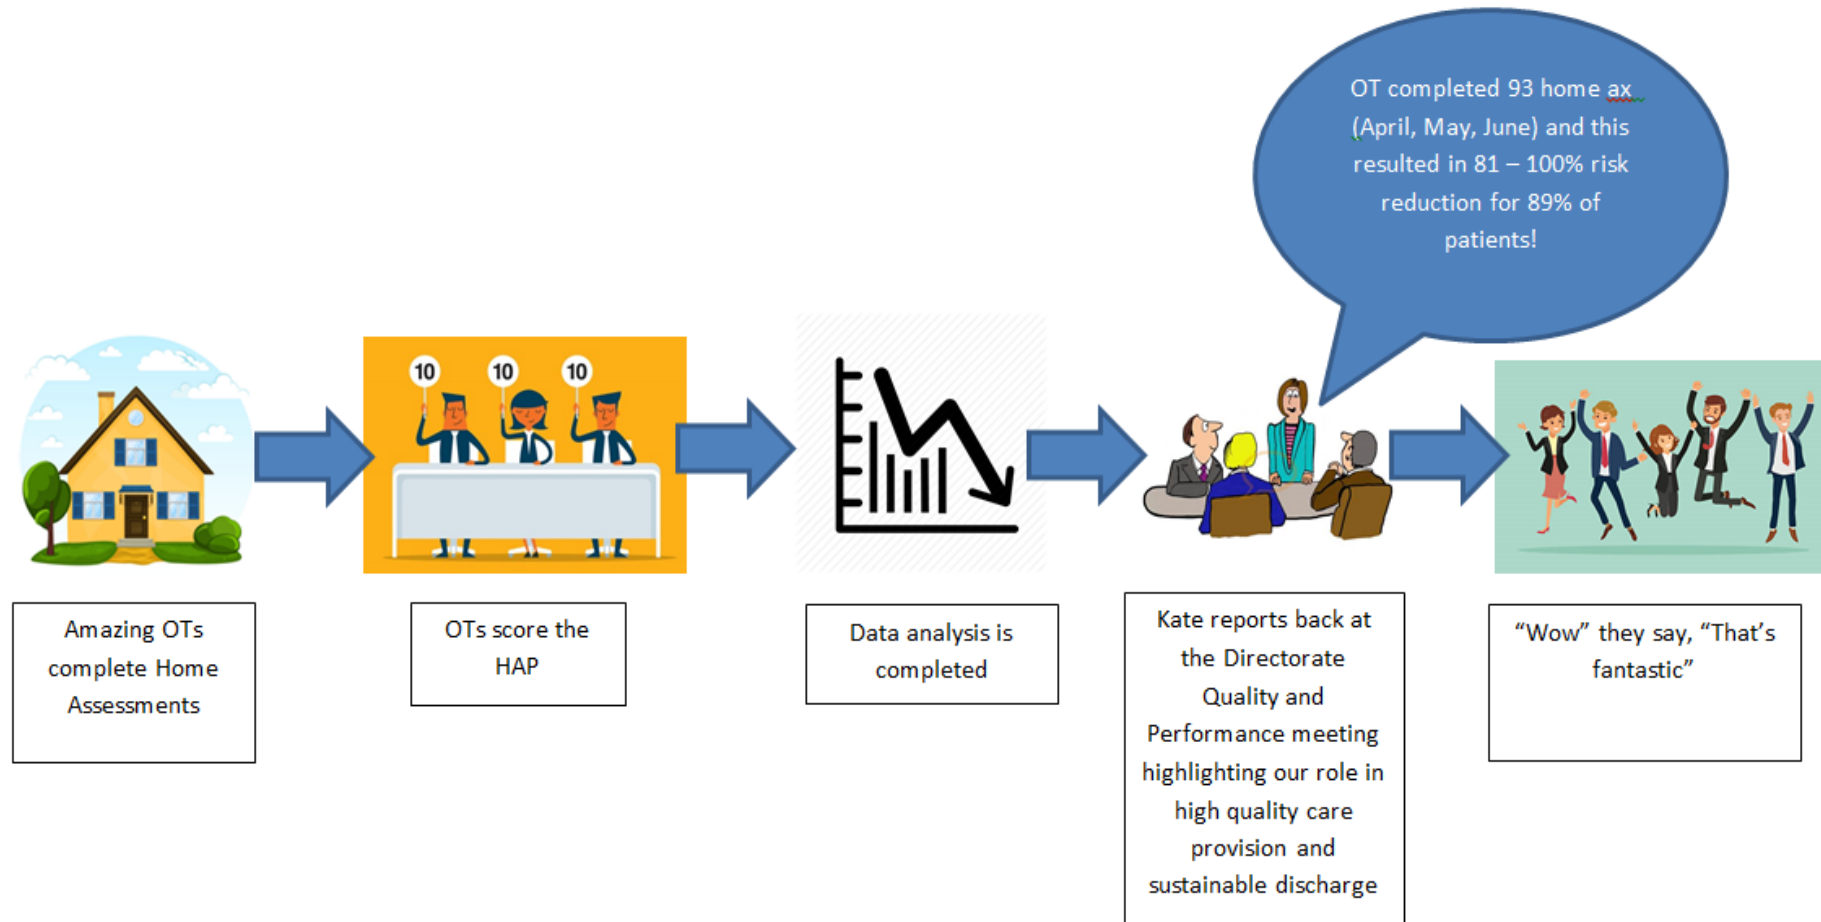 OT completed 93 home ax
(April, May, June) and this
resulted in 81 – 100% risk
reduction for 89% of
patients!
10
10
10
Amazing OTs
complete Home
Assessments
OTs score the
HAP
Data analysis is
completed
Kate reports back at
the Directorate
Quality and
Performance meeting
highlighting our role in
high quality care
provision and
sustainable discharge
“Wow” they say, “That’s
fantastic”